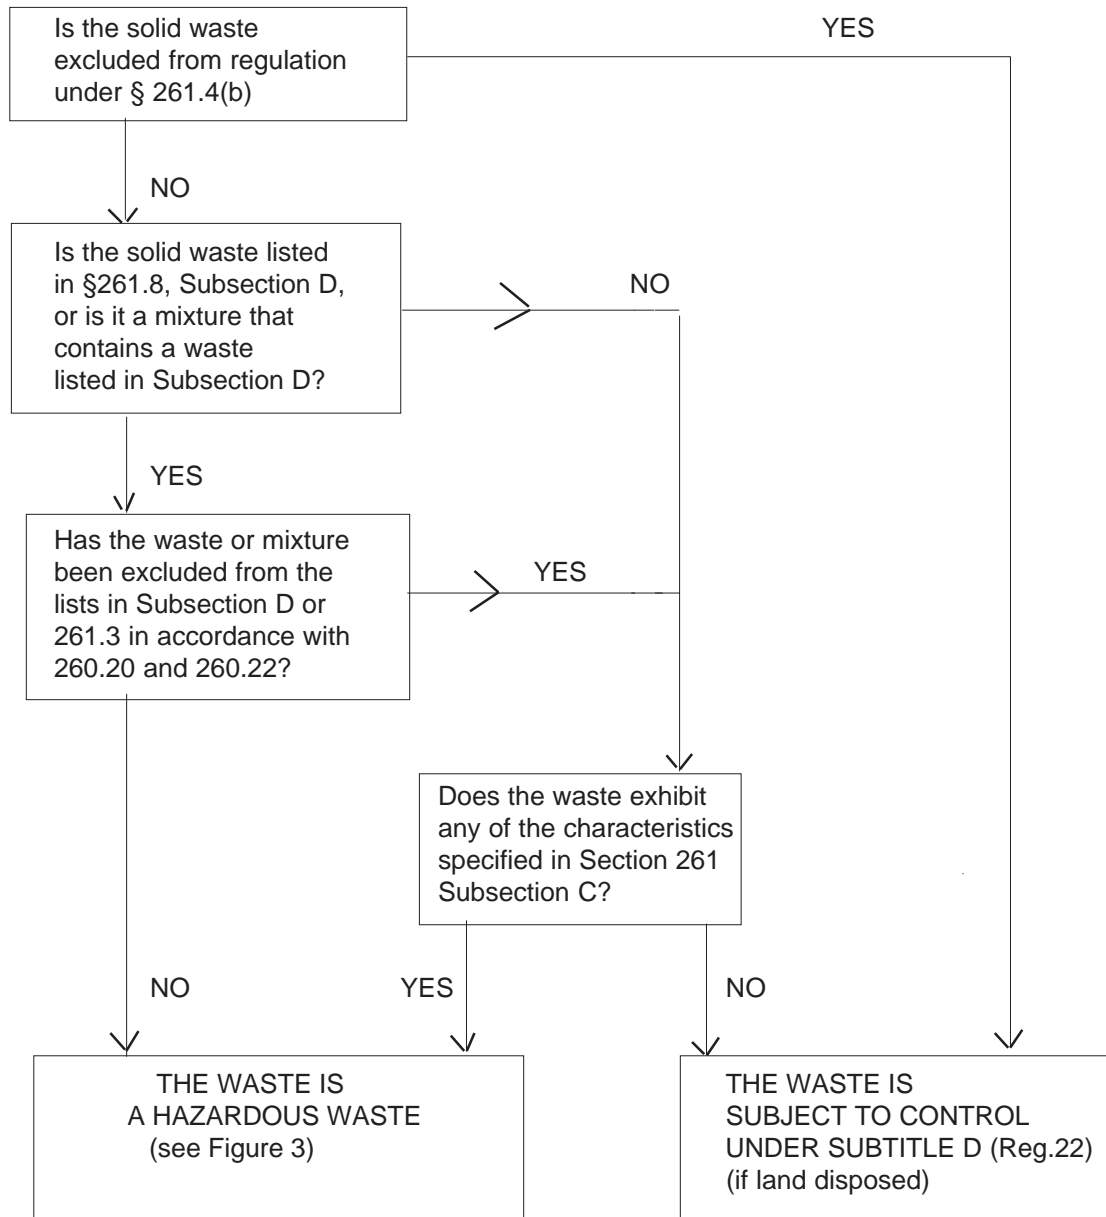 Is the solid waste
excluded from regulation
under § 261.4(b)
YES
NO
Is the solid waste listed
in §261.8, Subsection D,
or is it a mixture that
contains a waste
listed in Subsection D?
NO
YES
Has the waste or mixture
been excluded from the
lists in Subsection D or
261.3 in accordance with
260.20 and 260.22?
YES
Does the waste exhibit
any of the characteristics
specified in Section 261
Subsection C?
NO
YES
NO
THE WASTE IS
A HAZARDOUS WASTE
(see Figure 3)
THE WASTE IS
SUBJECT TO CONTROL
UNDER SUBTITLE D (Reg.22)
(if land disposed)